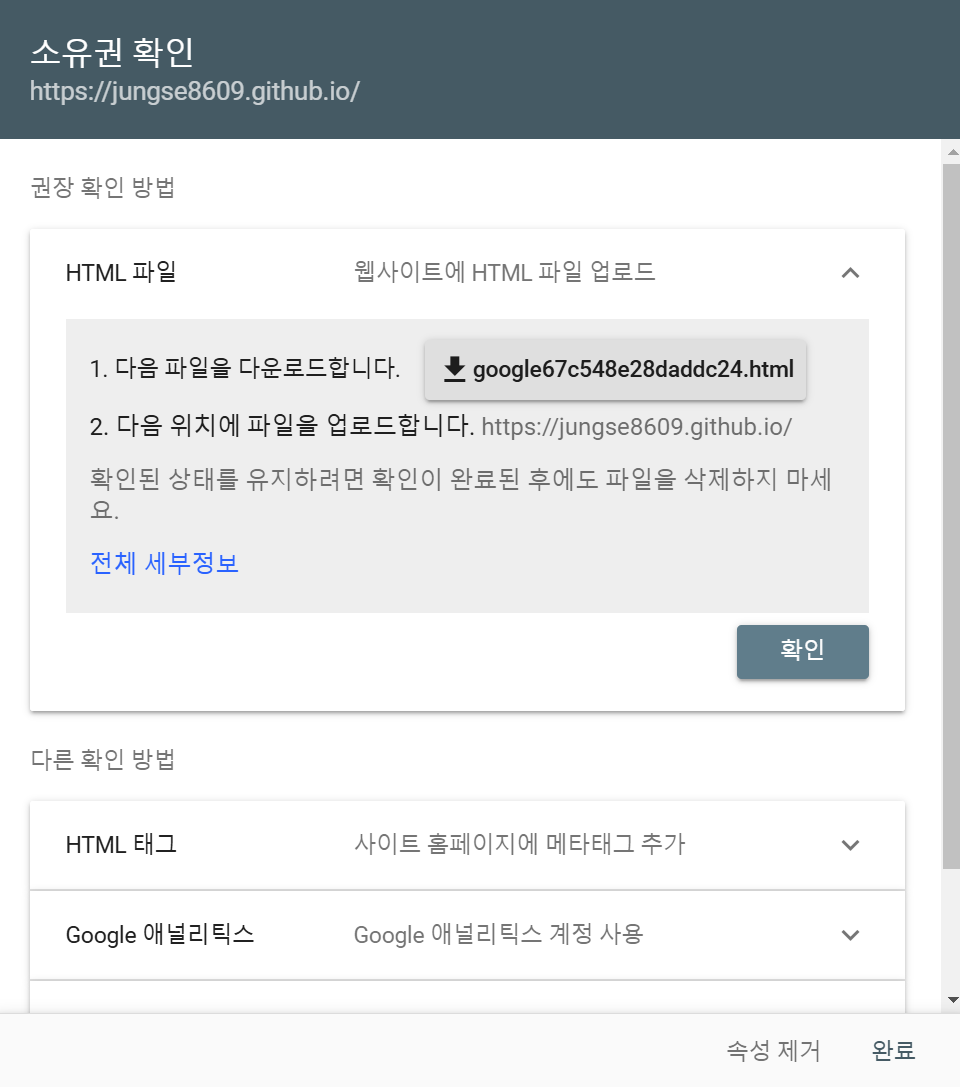 소유권 확인
https://jungse8609.github.io/
권장 확인 방법
HTML 파일 웹사이트에 HTML 파일 업로드
1. 다음 파일을 다운로드합니다. google67c548e28daddc24.html
2. 다음 위치에 파일을 업로드합니다. https://jungse8609.github.io/
확인된 상태를 유지하려면 확인이 완료된 후에도 파일을 삭제하지 마세
요.
전체 세부정보
확인
다른 확인 방법
HTML 태그 사이트 홈페이지에 메타태그 추가
Google 애널리틱스 Google 애널리틱스 계정 사용
속성 제거 완료